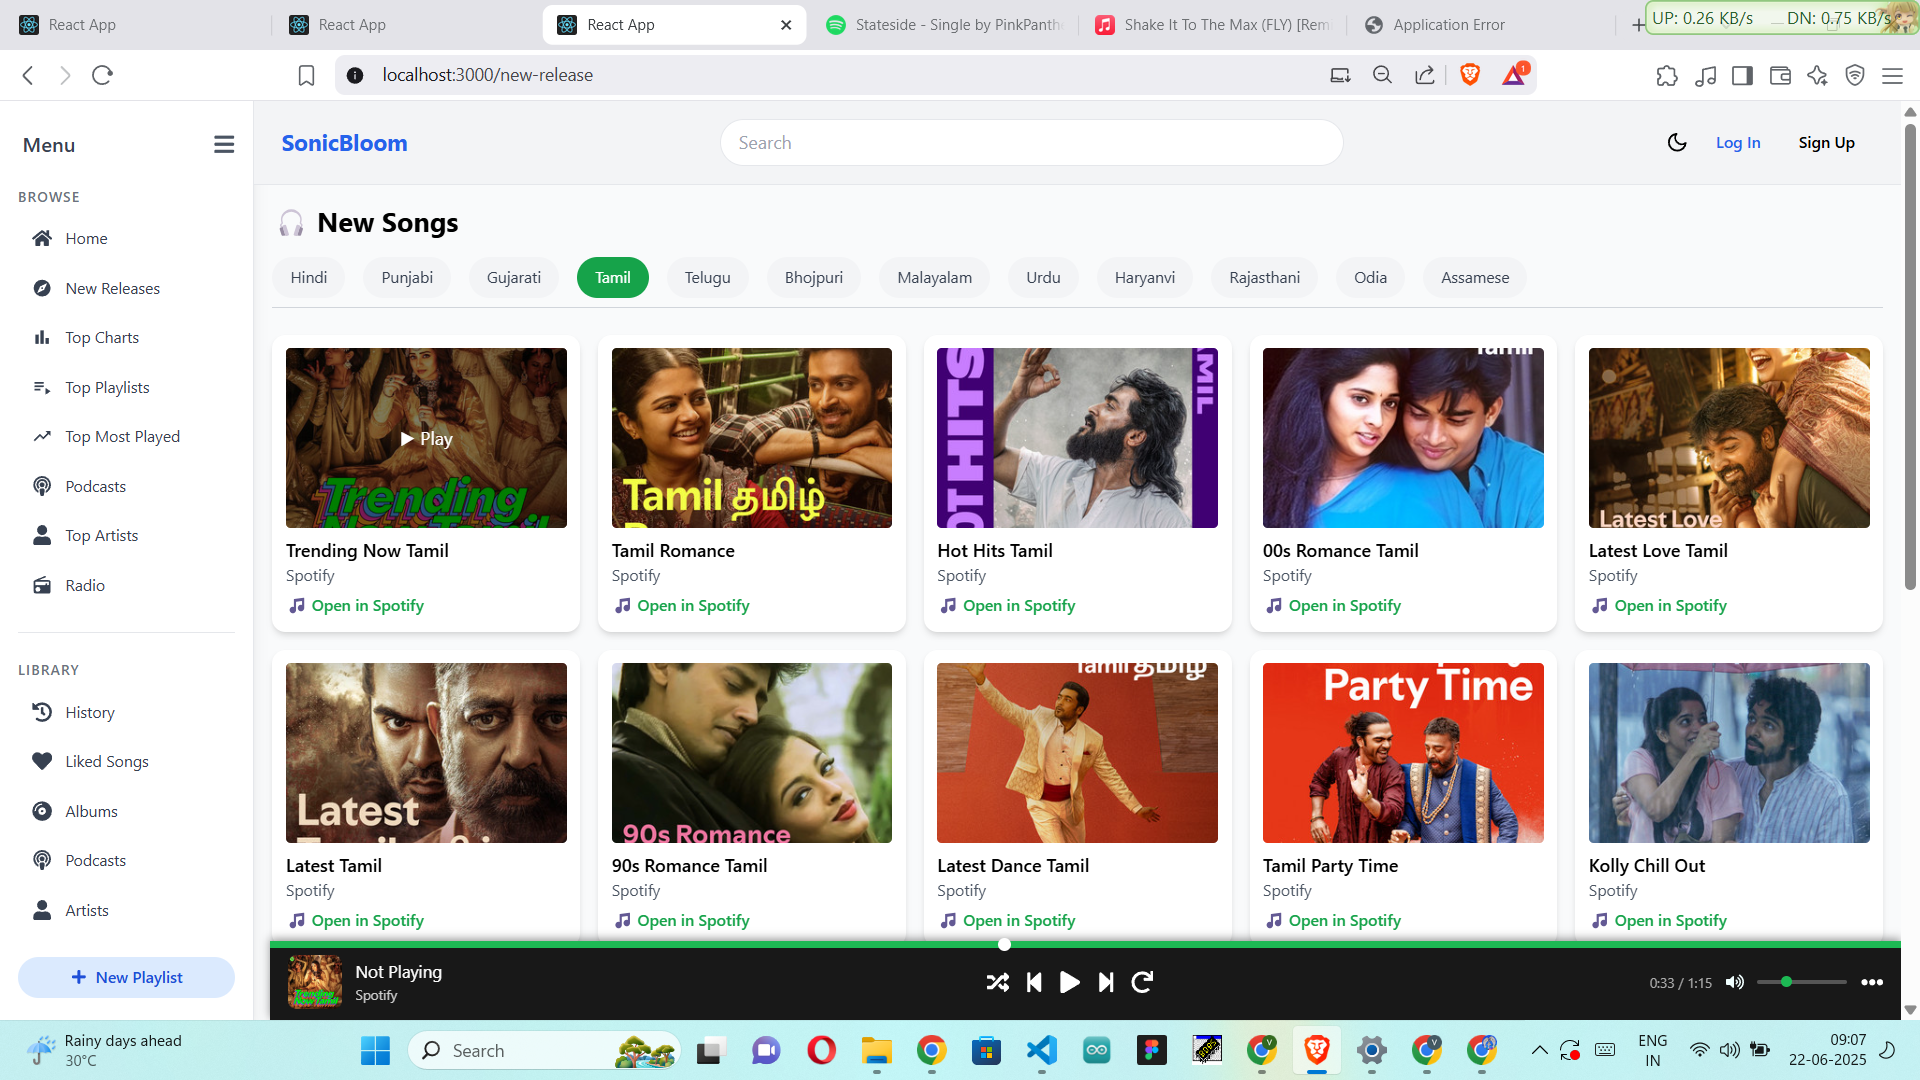 React App
React App
React App
Stateside - Single by PinkPanthe
Shake It To The Max (FLY) [Rem
Application Error
UP: 0.26 KB/s
DN: 0.75 KB/s
localhost:3000/new-release
1
Menu
SonicBloom
Search
Log In
Sign Up
BROWSE
Home
New Releases
Top Charts
Top Playlists
Top Most Played
Podcasts
Top Artists
Radio
LIBRARY
History
Liked Songs
Albums
Podcasts
Artists
New Playlist
New Songs
Hindi
Punjabi
Gujarati
Tamil
Telugu
Bhojpuri
Malayalam
Urdu
Haryanvi
Rajasthani
Odia
Assamese
Play
Trending
Trending Now Tamil
Spotify
Open in Spotify
Tamil தமிழ்
Tamil Romance
Spotify
Open in Spotify
Hot Hits Tamil
Spotify
Open in Spotify
Tamil
00s Romance Tamil
Spotify
Open in Spotify
Latest Love
Latest Love Tamil
Spotify
Open in Spotify
Latest
Latest Tamil
Spotify
Open in Spotify
90s Romance
90s Romance Tamil
Spotify
Open in Spotify
Tamil தமிழ்
Latest Dance Tamil
Spotify
Open in Spotify
Party Time
Tamil Party Time
Spotify
Open in Spotify
Kolly Chill Out
Spotify
Open in Spotify
Trending
Now Tamil
Not Playing
Spotify
0:33 / 1:15
Rainy days ahead
30°C
Search
ENG
IN
09:07
22-06-2025